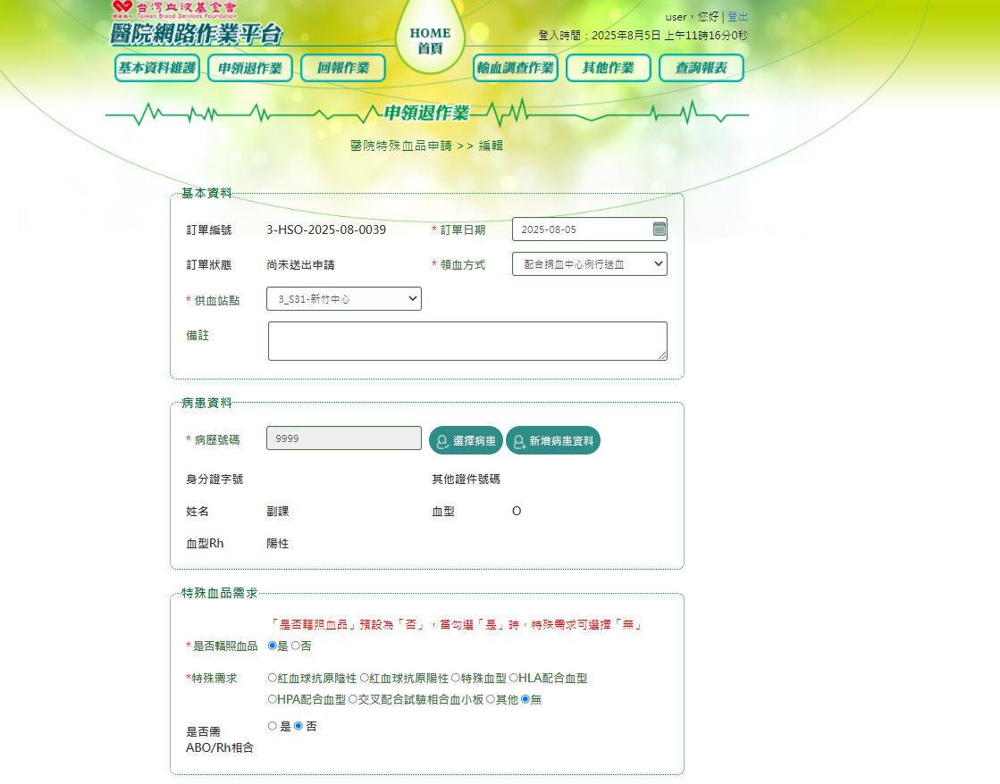 台灣血液基金會
財團法人 Taiwan Blood Services Foundation
醫院網路作業平台
HOME
首頁
user，您好 | 登出
登入時間：2025年8月5日 上午11時16分0秒
基本資料維護 申領退作業 回報作業 輸血調查作業 其他作業 查詢報表
申領退作業
醫院特殊血品申請 >> 編輯
基本資料
訂單編號 3-HSO-2025-08-0039 * 訂單日期 2025-08-05
訂單狀態 尚未送出申請 * 領血方式 配合捐血中心例行送血
* 供血站點 3_S31-新竹中心
備註
病患資料
* 病歷號碼 9999 選擇病患 新增病患資料
身分證字號 其他證件號碼
姓名 副課 血型 O
血型Rh 陽性
特殊血品需求
「是否輻照血品」預設為「否」，當勾選「是」時，特殊需求可選擇「無」
* 是否輻照血品 是 否
*特殊需求 紅血球抗原陰性 紅血球抗原陽性 特殊血型 HLA配合血型
HPA配合血型 交叉配合試驗相合血小板 其他 無
是否需 是 否
ABO/Rh相合